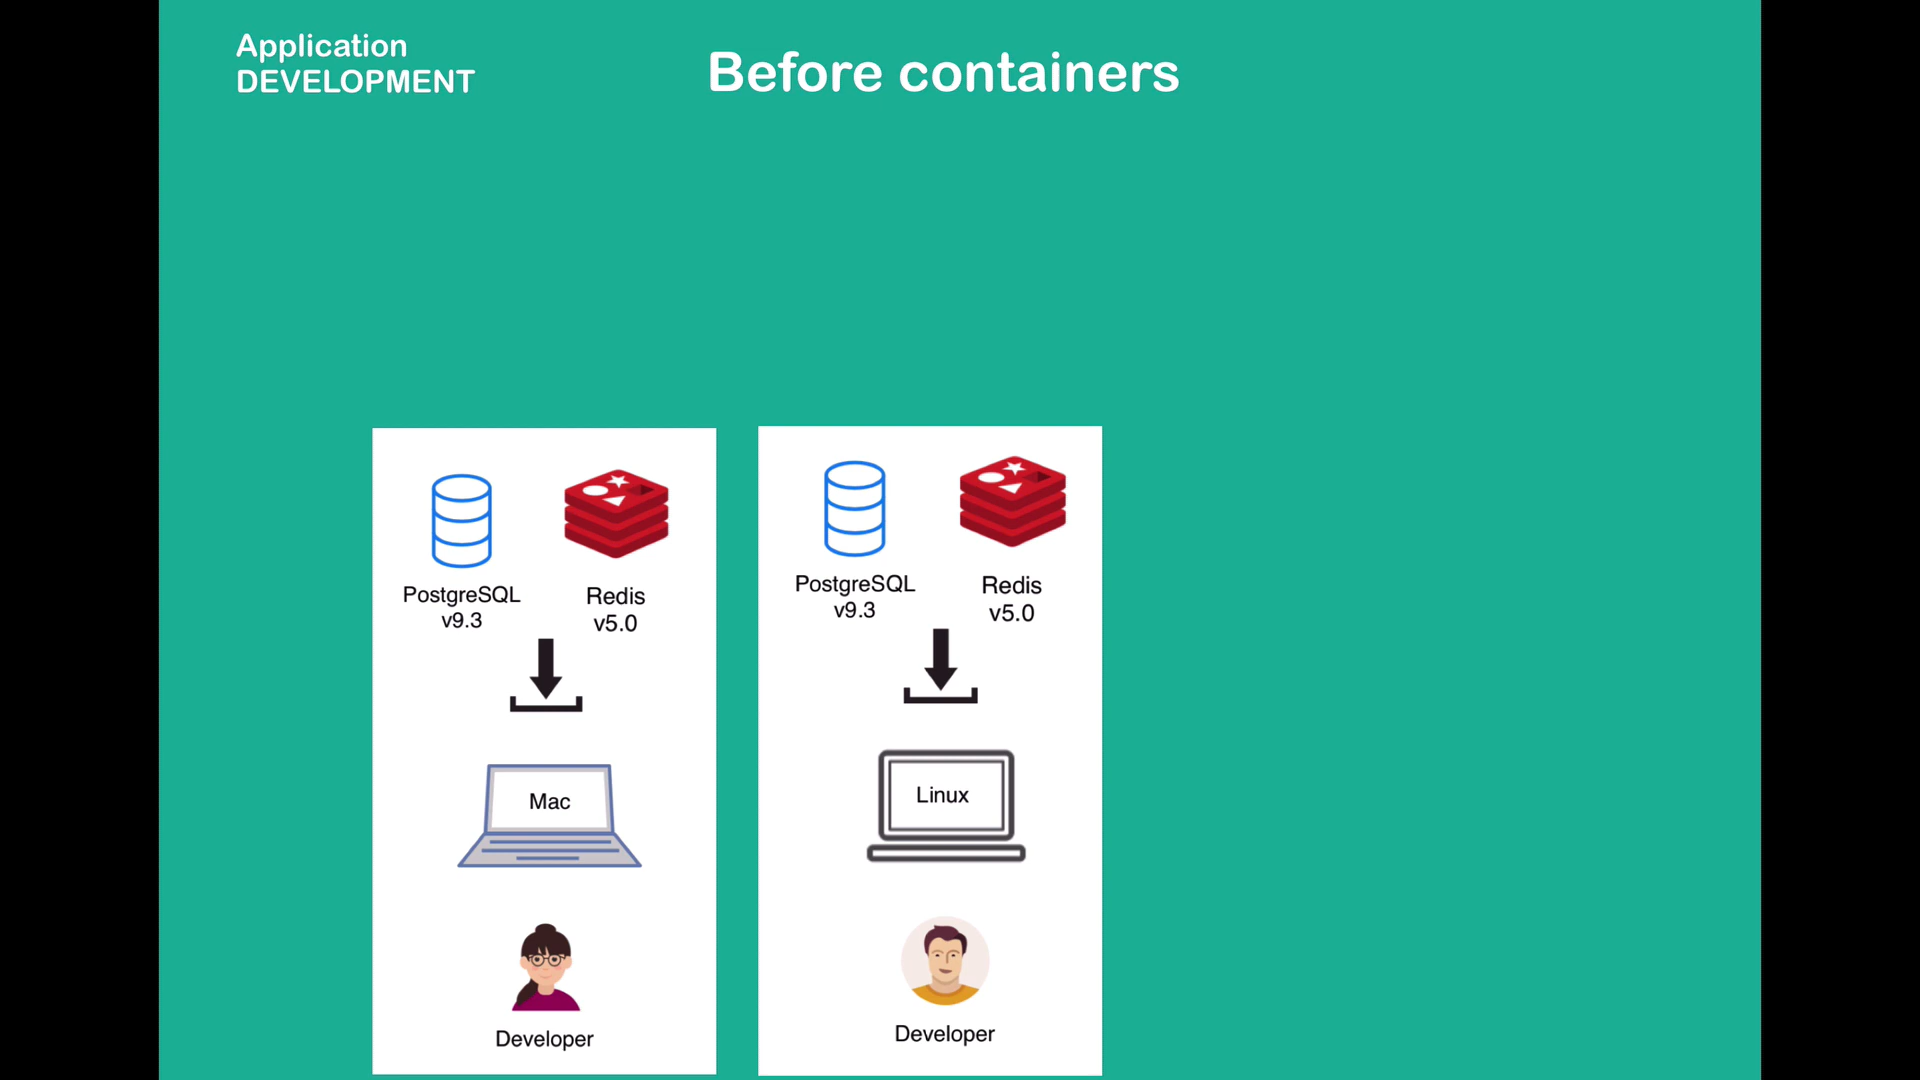 Application
DEVELOPMENT
Before containers
PostgreSQL
v9.3
Redis
v5.0
Mac
Developer
PostgreSQL
v9.3
Redis
v5.0
Linux
Developer